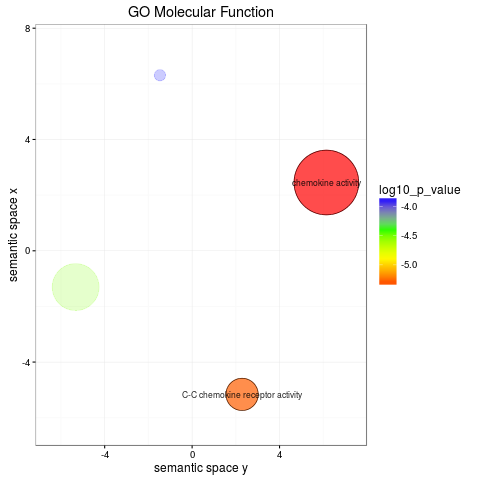 GO Molecular Function
8
4
0
-4
semantic space x
chemokine activity
C-C chemokine receptor activity
-4
0
4
semantic space y
log10_p_value
-4.0
-4.5
-5.0